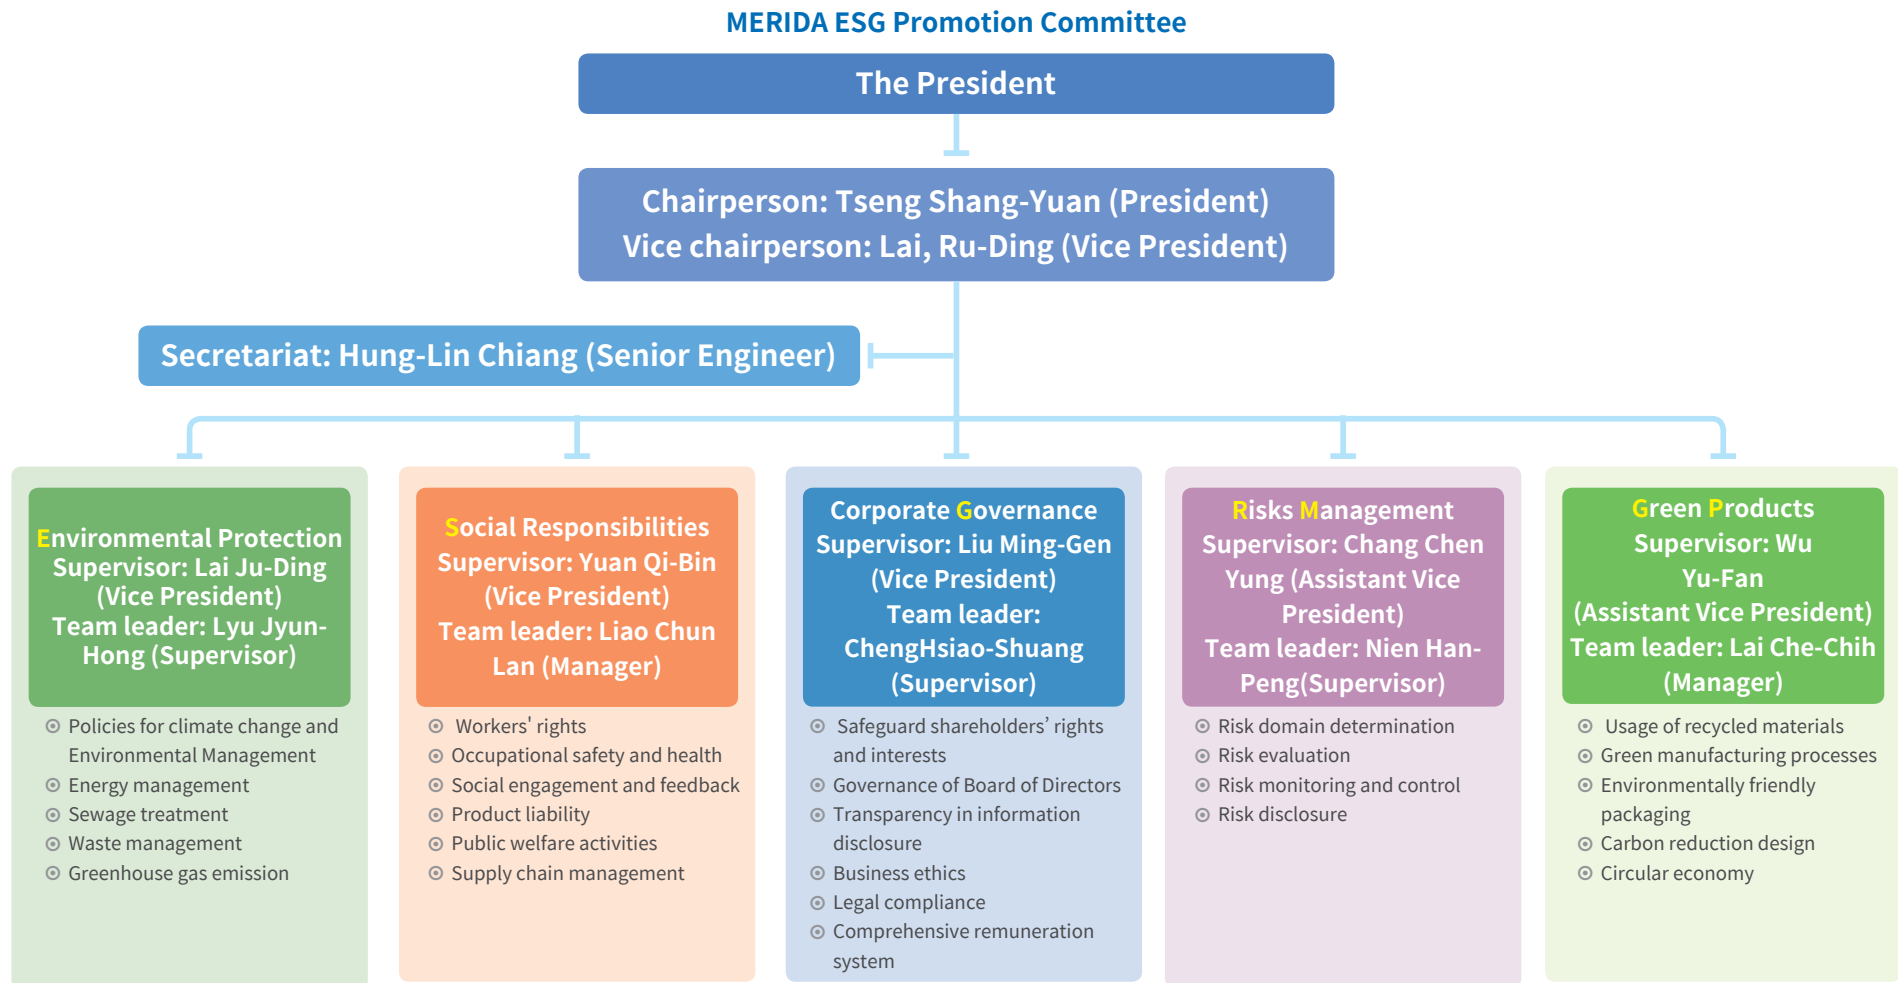 MERIDA ESG Promotion Committee
The President
Chairperson: Tseng Shang-Yuan (President)
Vice chairperson: Lai, Ru-Ding (Vice President)
Secretariat: Hung-Lin Chiang (Senior Engineer)
Environmental Protection
Supervisor: Lai Ju-Ding
(Vice President)
Team leader: Lyu Jyun-
Hong (Supervisor)
Policies for climate change and
Environmental Management
Energy management
Sewage treatment
Waste management
Greenhouse gas emission
Social Responsibilities
Supervisor: Yuan Qi-Bin
(Vice President)
Team leader: Liao Chun
Lan (Manager)
Workers' rights
Occupational safety and health
Social engagement and feedback
Product liability
Public welfare activities
Supply chain management
Corporate Governance
Supervisor: Liu Ming-Gen
(Vice President)
Team leader:
ChengHsiao-Shuang
(Supervisor)
Safeguard shareholders’ rights
and interests
Governance of Board of Directors
Transparency in information
disclosure
Business ethics
Legal compliance
Comprehensive remuneration
system
Risks Management
Supervisor: Chang Chen
Yung (Assistant Vice
President)
Team leader: Nien Han-
Peng(Supervisor)
Risk domain determination
Risk evaluation
Risk monitoring and control
Risk disclosure
Green Products
Supervisor: Wu
Yu-Fan
(Assistant Vice President)
Team leader: Lai Che-Chih
(Manager)
Usage of recycled materials
Green manufacturing processes
Environmentally friendly
packaging
Carbon reduction design
Circular economy